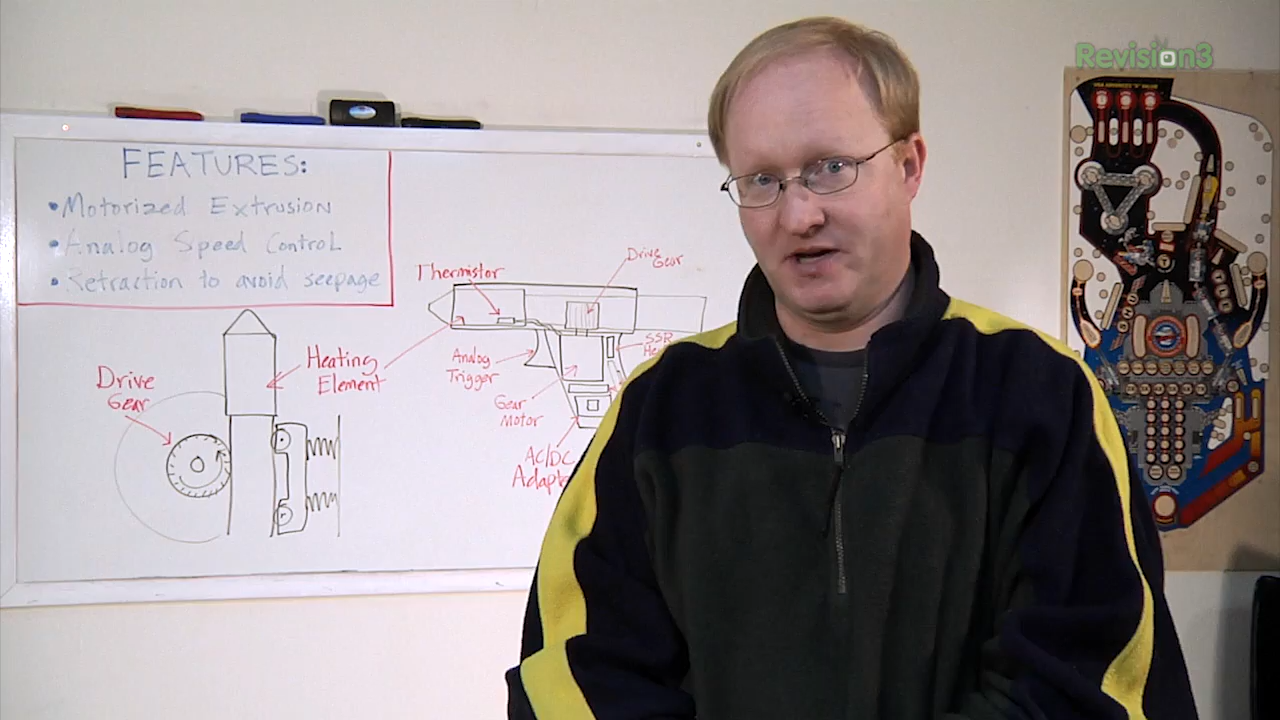 Revision3
FEATURES:
• Motorized Extrusion
• Analog Speed Control
• Retraction to avoid seepage
Drive
Gear
Heating
Element
Thermistor
Drive
Gear
Analog
Trigger
Gear
Motor
SSR
AC/DC